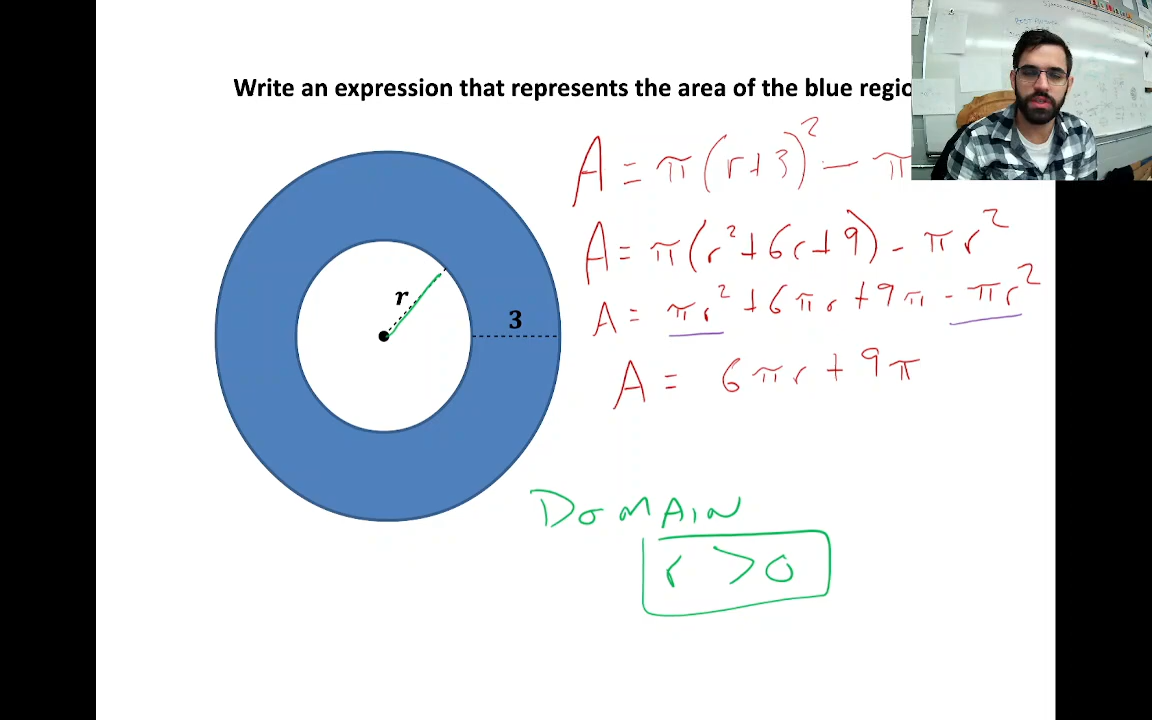 Write an expression that represents the area of the blue regio
A = π(r+3)² - π
A = π(r²+6r+9) - πr²
A = πr² +6πr +9π - πr²
A = 6πr + 9π
r
3
DOMAIN
r > 0